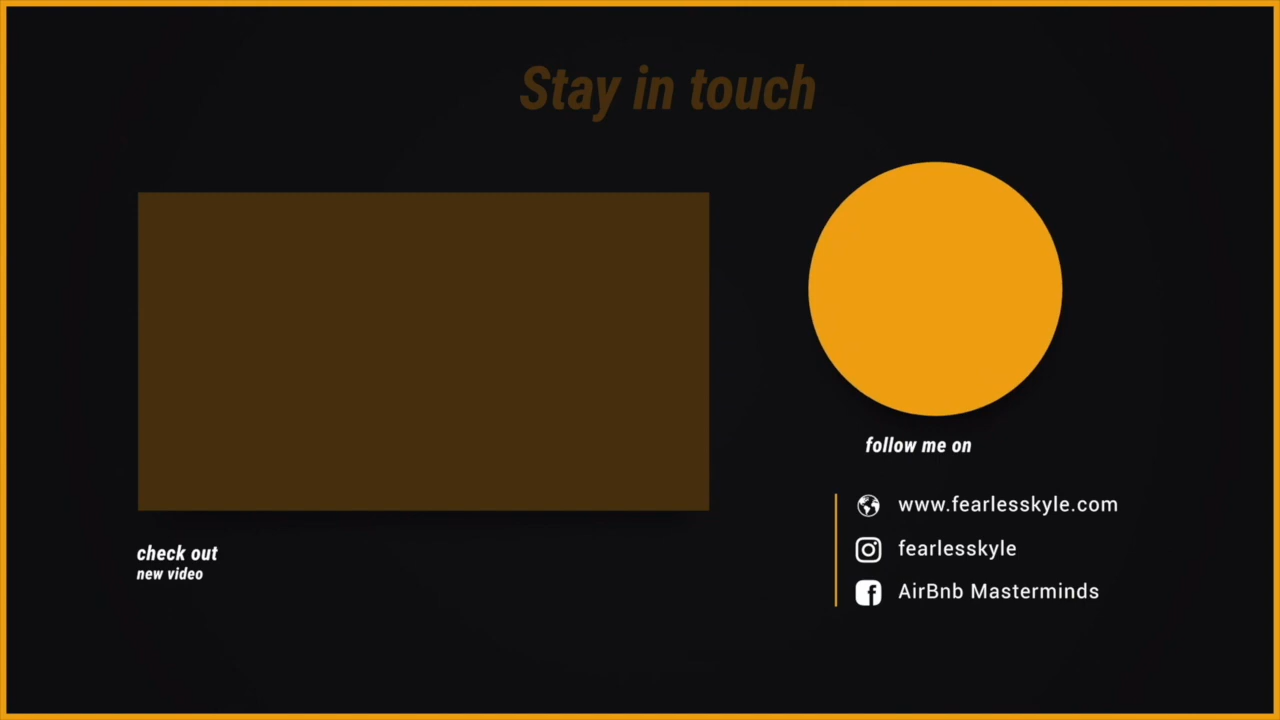 Stay in touch
follow me on
www.fearlesskyle.com
fearlesskyle
AirBnb Masterminds
check out
new video